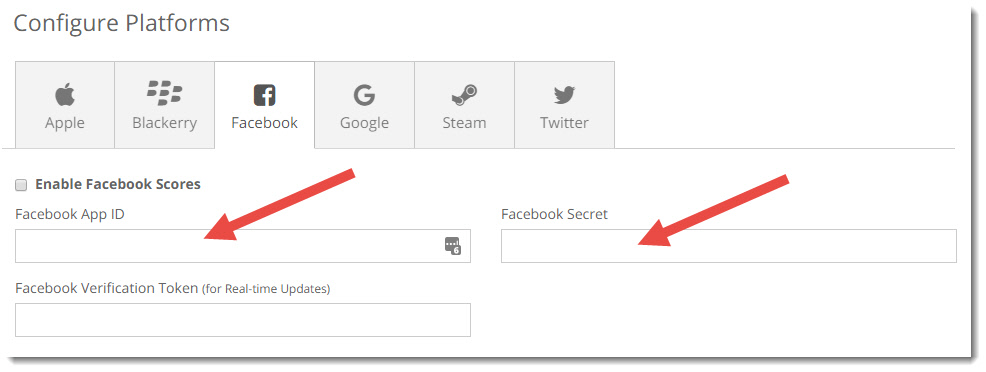 Configure Platforms
Apple Blackerry Facebook Google Steam Twitter
Enable Facebook Scores
Facebook App ID Facebook Secret
6
Facebook Verification Token (for Real-time Updates)